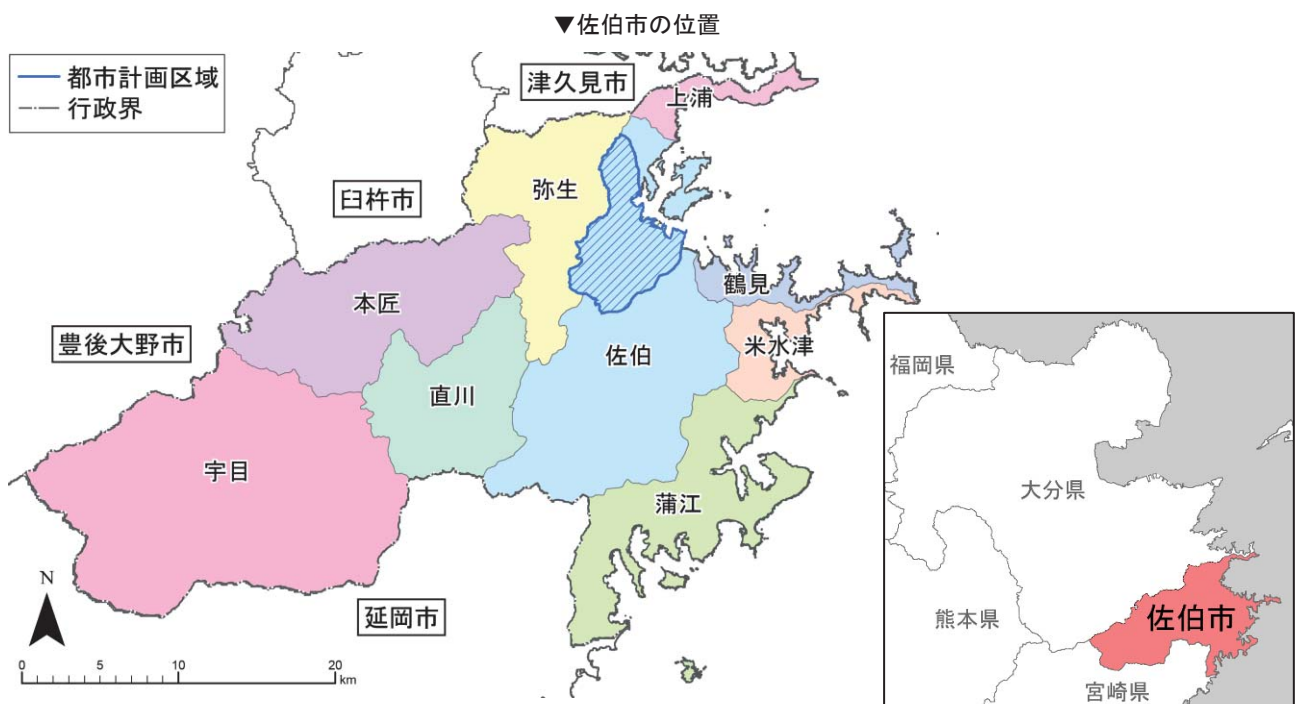 ▼佐伯市の位置
都市計画区域
行政界
津久見市
上浦
弥生
臼杵市
鶴見
本匠
豊後大野市
米水津
佐伯
直川
宇目
蒲江
延岡市
N
0 5 10 20
km
福岡県
大分県
熊本県
佐伯市
宮崎県